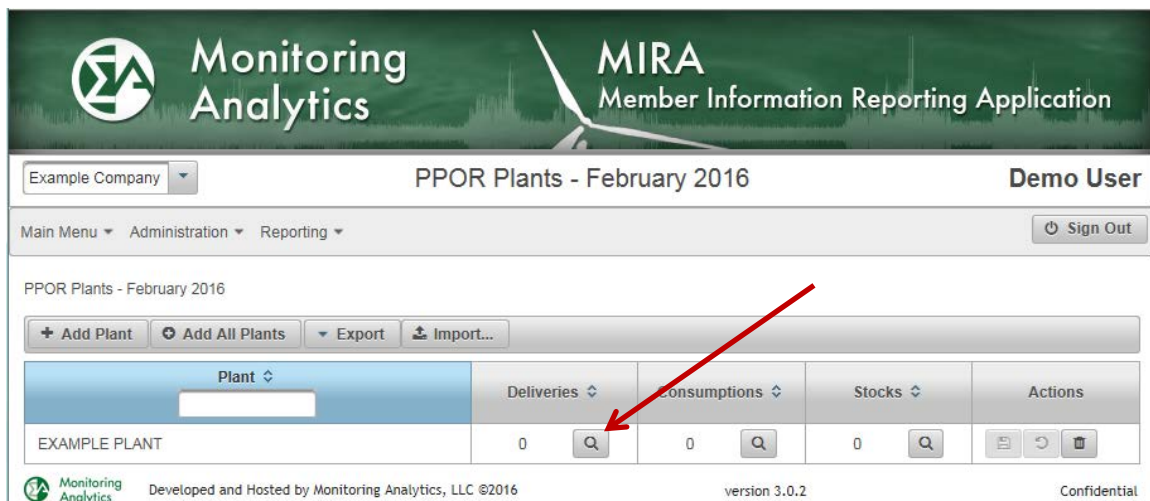 Monitoring
Analytics
MIRA
Member Information Reporting Application
Example Company
PPOR Plants - February 2016
Demo User
Main Menu Administration Reporting
Sign Out
PPOR Plants - February 2016
Add Plant Add All Plants Export Import...
Plant Deliveries Consumptions Stocks Actions
EXAMPLE PLANT 0 0 0
Monitoring
Analytics
Developed and Hosted by Monitoring Analytics, LLC ©2016 version 3.0.2 Confidential